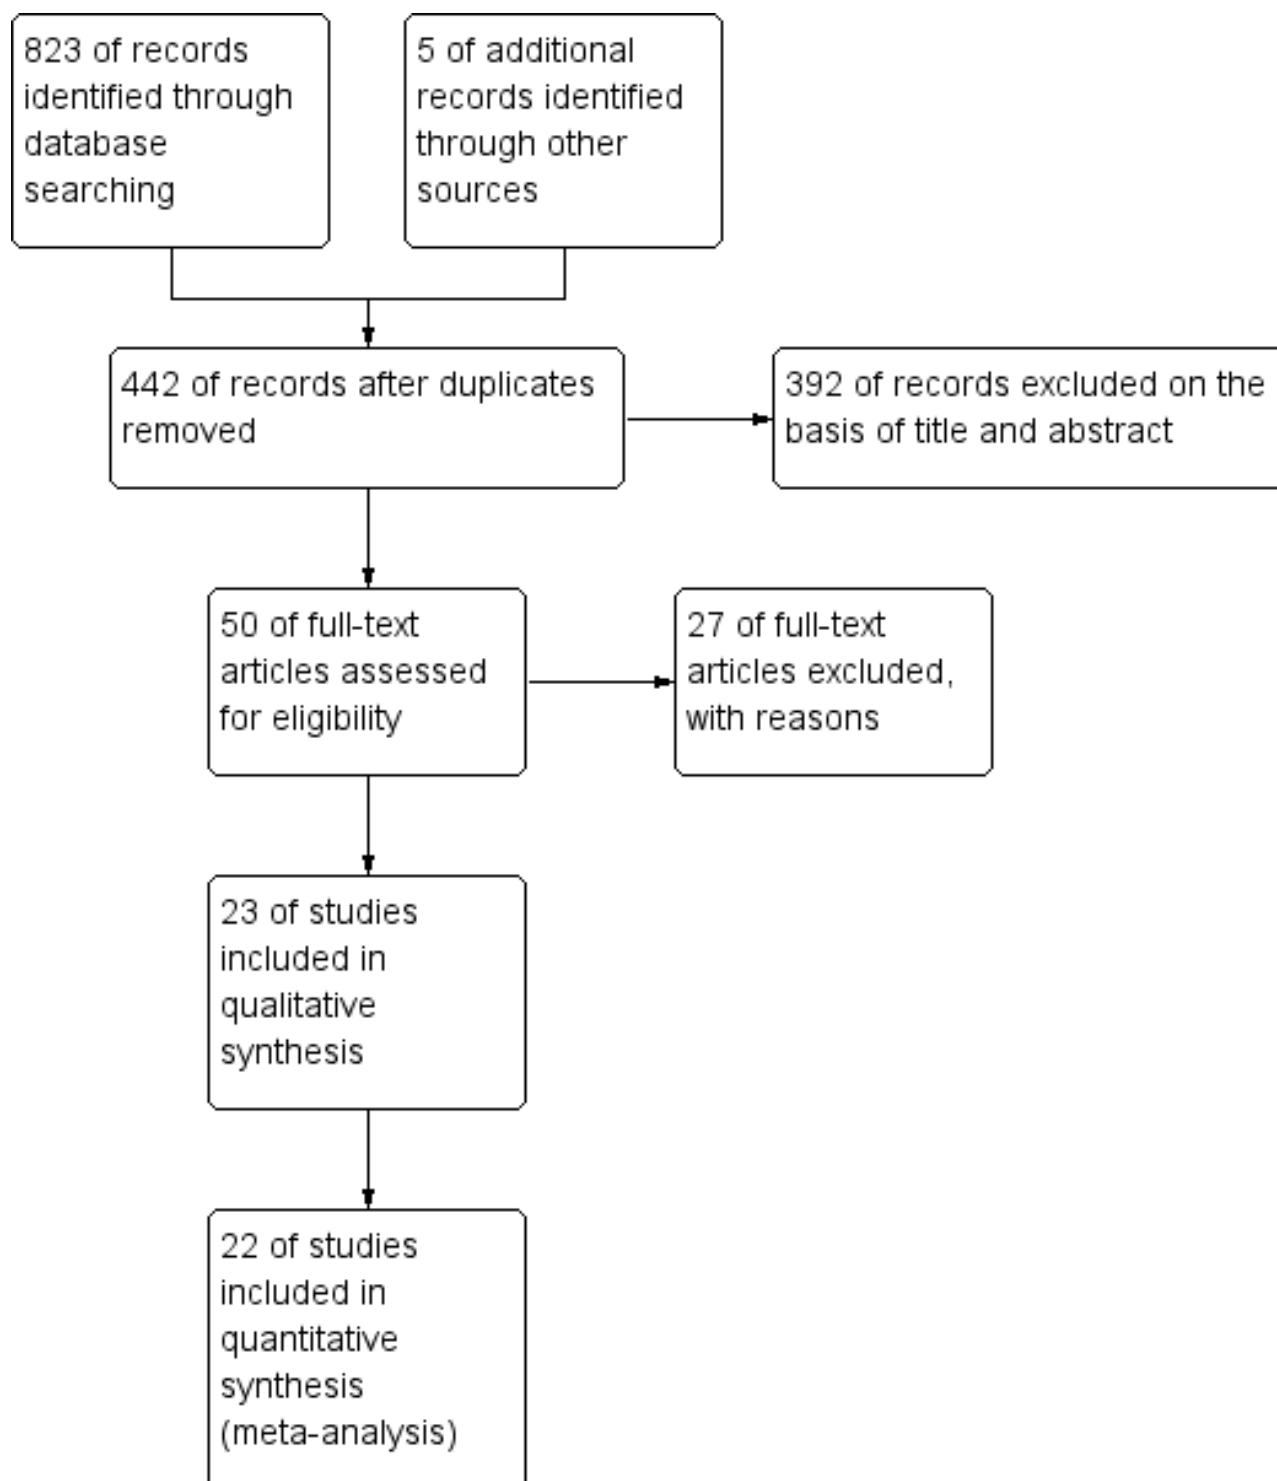 823 of records
identified through
database
searching
5 of additional
records identified
through other
sources
442 of records after duplicates
removed
392 of records excluded on the
basis of title and abstract
50 of full-text
articles assessed
for eligibility
27 of full-text
articles excluded,
with reasons
23 of studies
included in
qualitative
synthesis
22 of studies
included in
quantitative
synthesis
(meta-analysis)